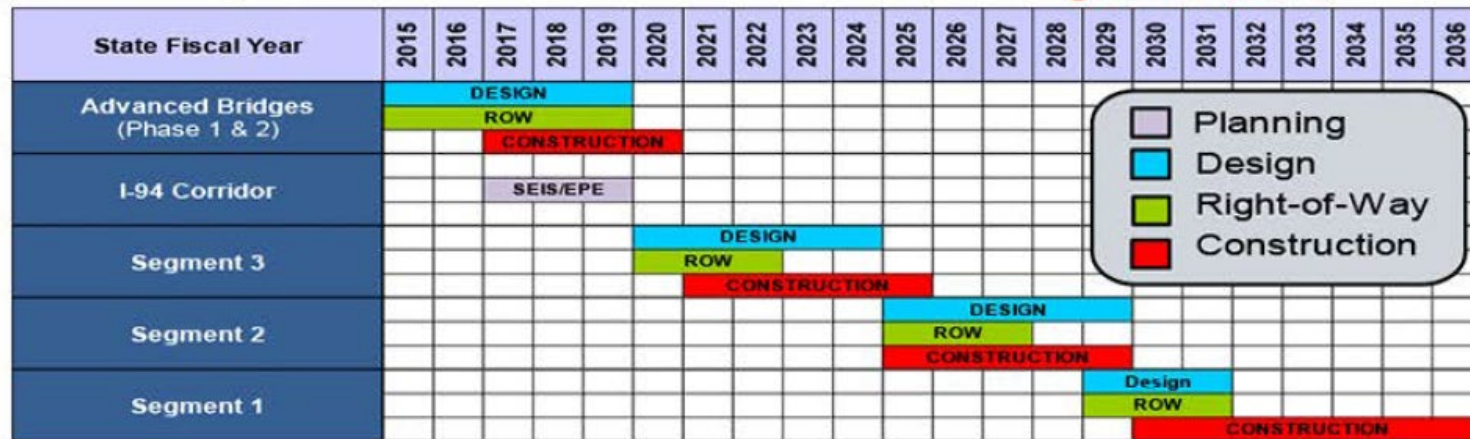 State Fiscal Year 2015 2016 2017 2018 2019 2020 2021 2022 2023 2024 2025 2026 2027 2028 2029 2030 2031 2032 2033 2034 2035 2036
Advanced Bridges
(Phase 1 & 2)
DESIGN
ROW
CONSTRUCTION
I-94 Corridor
SEIS/EPE
Segment 3
DESIGN
ROW
CONSTRUCTION
Segment 2
DESIGN
ROW
CONSTRUCTION
Segment 1
Design
ROW
CONSTRUCTION
Planning
Design
Right-of-Way
Construction